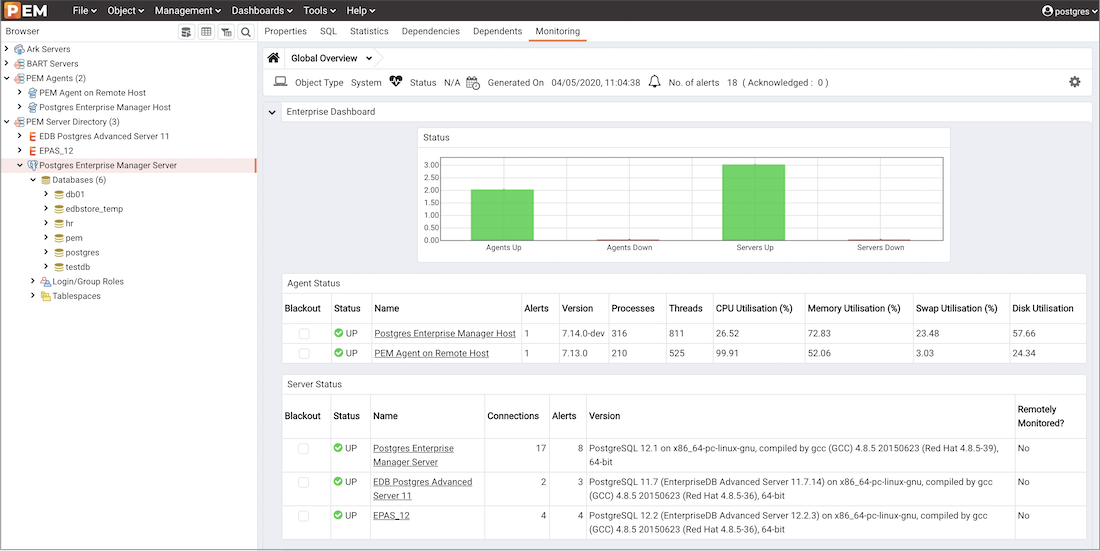 PEM File Object Management Dashboards Tools Help postgres
Browser
Properties SQL Statistics Dependencies Dependents Monitoring
Ark Servers
BART Servers
PEM Agents (2)
PEM Agent on Remote Host
Postgres Enterprise Manager Host
PEM Server Directory (3)
EDB Postgres Advanced Server 11
EPAS_12
Postgres Enterprise Manager Server
Databases (6)
db01
edbstore_temp
hr
pem
postgres
testdb
Login/Group Roles
Tablespaces
Global Overview
Object Type System Status N/A Generated On 04/05/2020, 11:04:38 No. of alerts 18 ( Acknowledged : 0 )
Enterprise Dashboard
Status
3.00
2.50
2.00
1.50
1.00
0.50
0.00
Agents Up Agents Down Servers Up Servers Down
Agent Status
Blackout Status Name Alerts Version Processes Threads CPU Utilisation (%) Memory Utilisation (%) Swap Utilisation (%) Disk Utilisation
UP Postgres Enterprise Manager Host 1 7.14.0-dev 316 811 26.52 72.83 23.48 57.66
UP PEM Agent on Remote Host 1 7.13.0 210 525 99.91 52.06 3.03 24.34
Server Status
Blackout Status Name Connections Alerts Version Remotely
Monitored?
UP Postgres Enterprise 17 8 PostgreSQL 12.1 on x86_64-pc-linux-gnu, compiled by gcc (GCC) 4.8.5 20150623 (Red Hat 4.8.5-39), No
Manager Server 64-bit
UP EDB Postgres Advanced 2 3 PostgreSQL 11.7 (EnterpriseDB Advanced Server 11.7.14) on x86_64-pc-linux-gnu, compiled by gcc No
Server 11 (GCC) 4.8.5 20150623 (Red Hat 4.8.5-36), 64-bit
UP EPAS_12 4 4 PostgreSQL 12.2 (EnterpriseDB Advanced Server 12.2.3) on x86_64-pc-linux-gnu, compiled by gcc No
(GCC) 4.8.5 20150623 (Red Hat 4.8.5-36), 64-bit